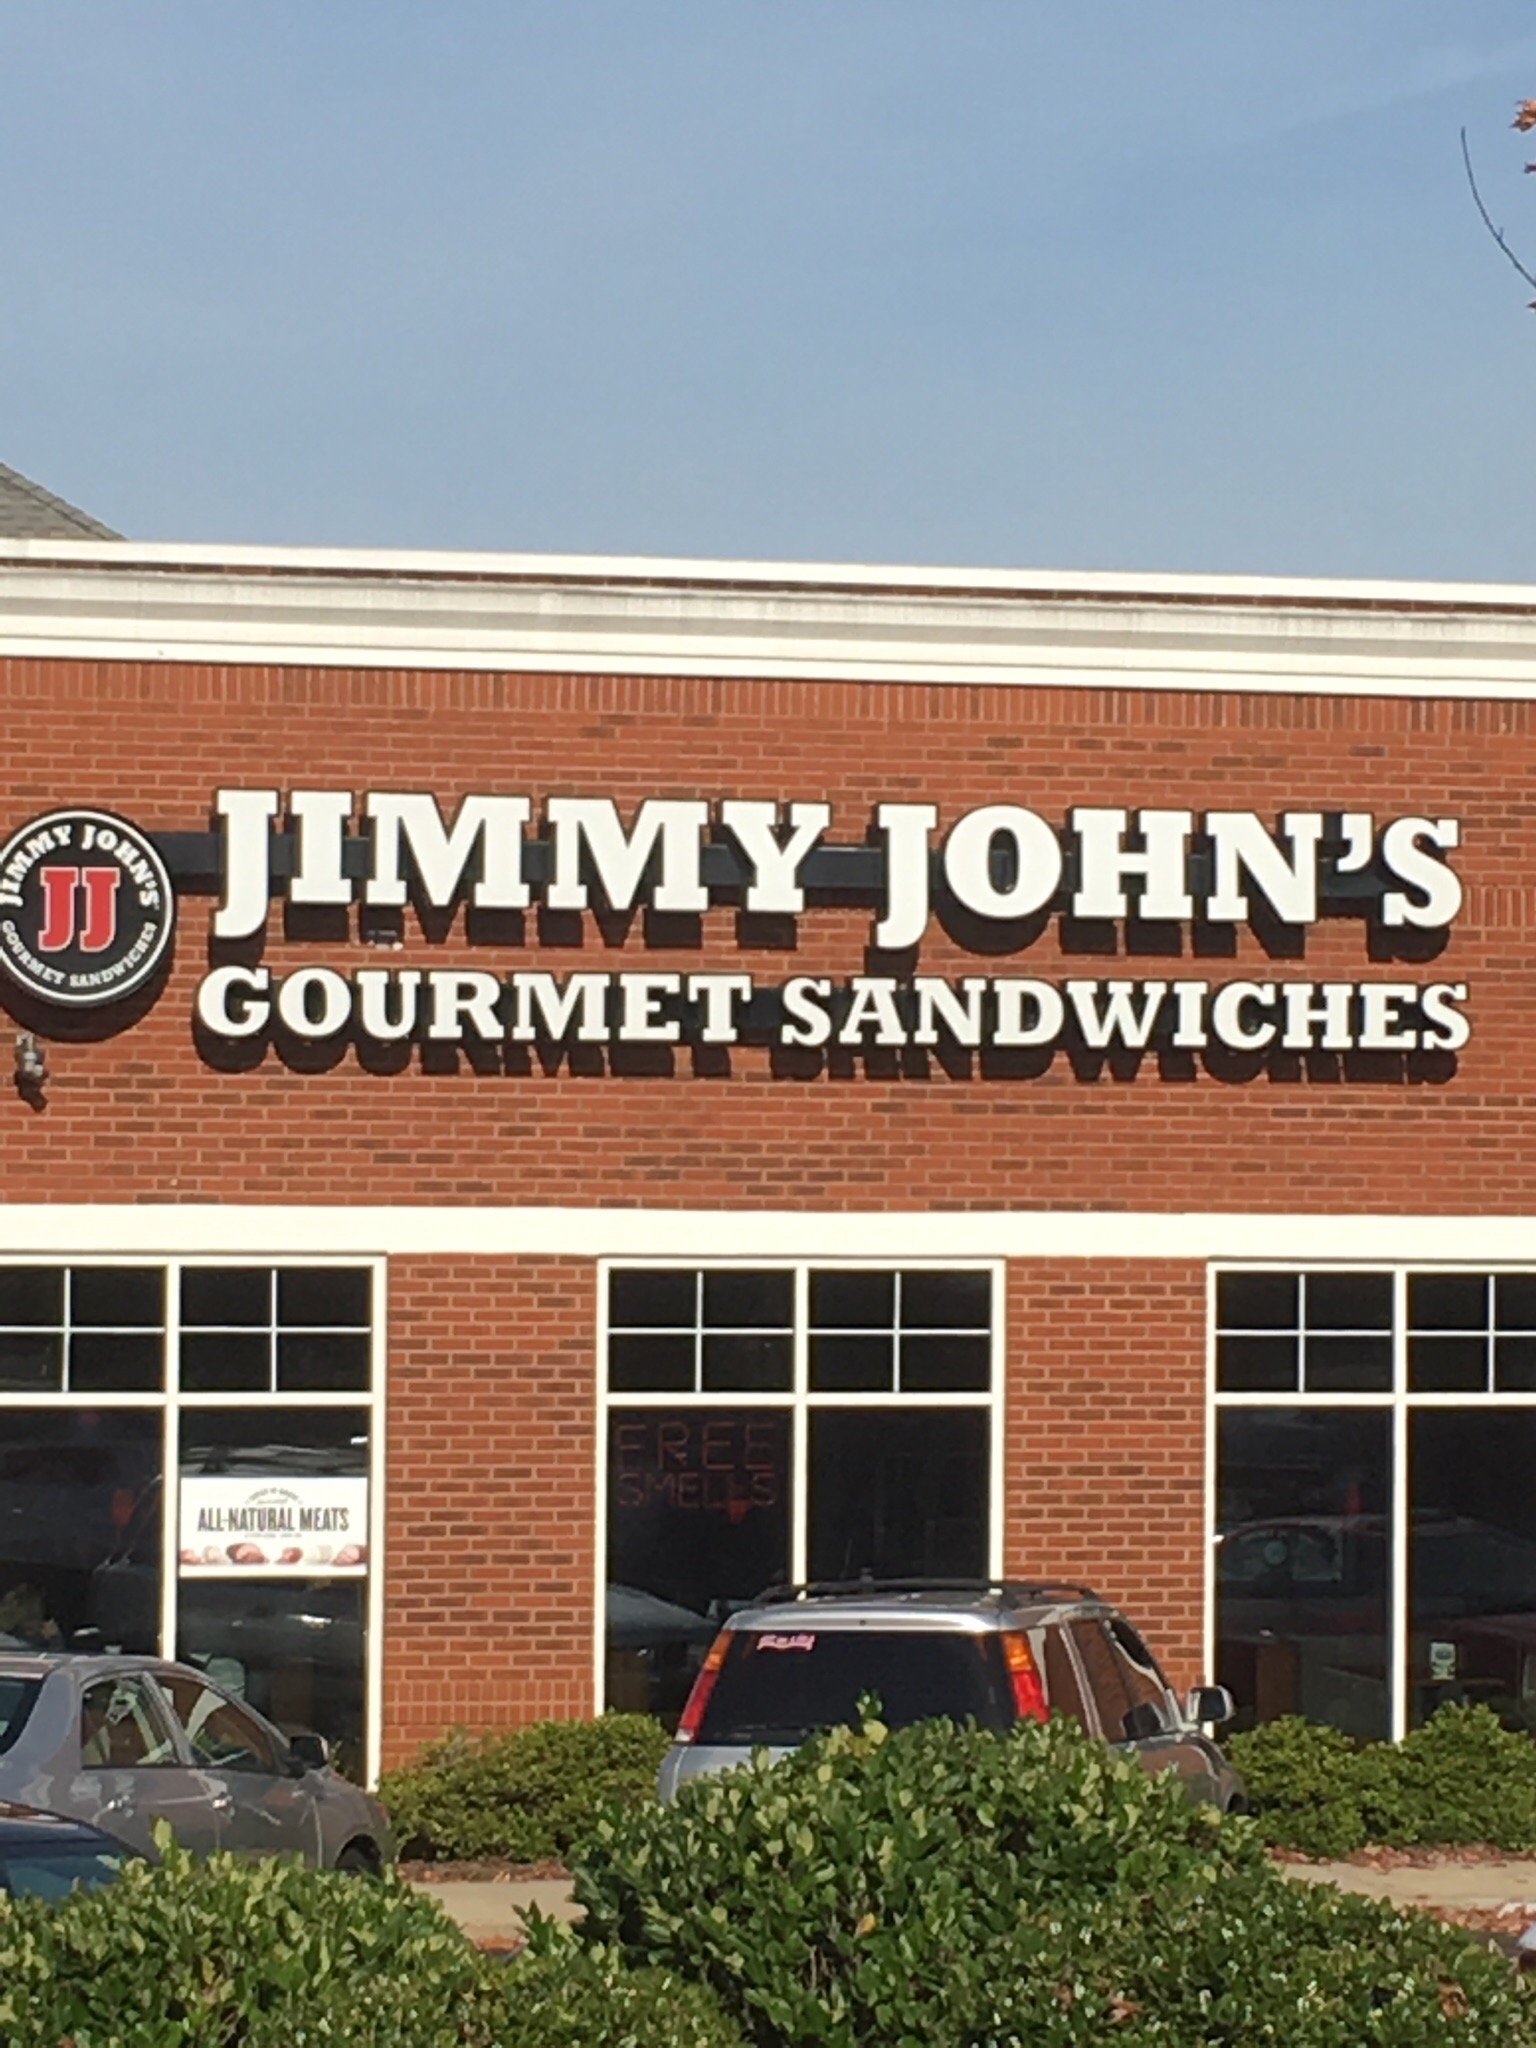 JIMMY JOHN'S
JJ
GOURMET SANDWICHES
JIMMY JOHN'S
GOURMET SANDWICHES
ALL-NATURAL MEATS
FREE
SMELLS